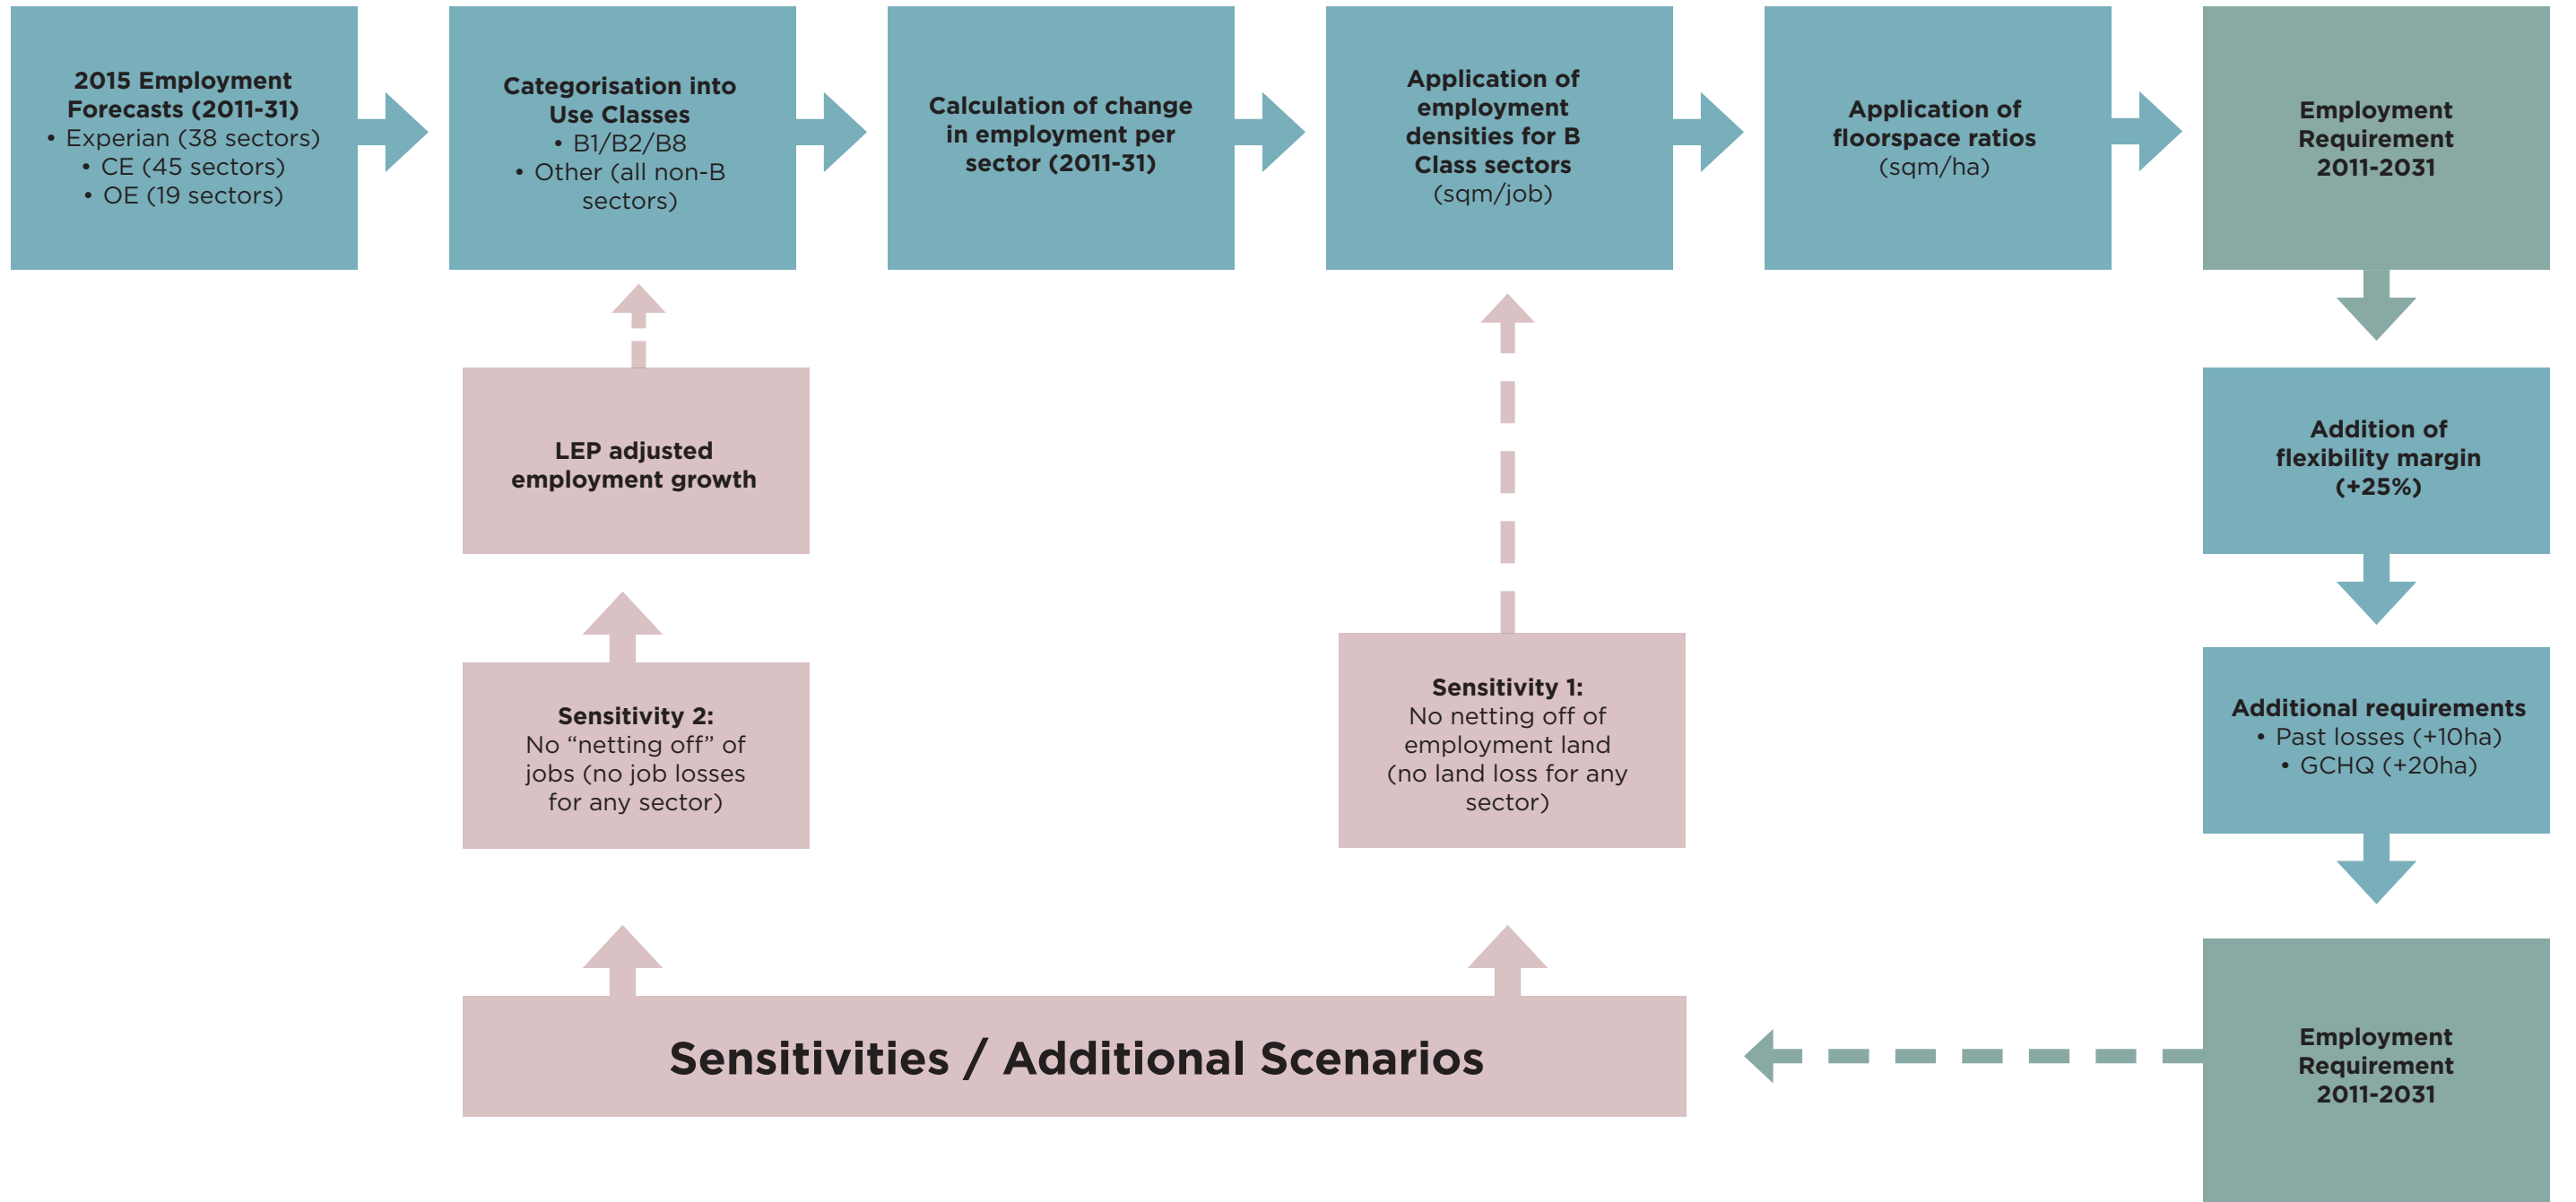 2015 Employment
Forecasts (2011-31)
• Experian (38 sectors)
• CE (45 sectors)
• OE (19 sectors)
Categorisation into
Use Classes
• B1/B2/B8
• Other (all non-B
sectors)
Calculation of change
in employment per
sector (2011-31)
Application of
employment
densities for B
Class sectors
(sqm/job)
Application of
floorspace ratios
(sqm/ha)
Employment
Requirement
2011-2031
LEP adjusted
employment growth
Addition of
flexibility margin
(+25%)
Sensitivity 2:
No “netting off” of
jobs (no job losses
for any sector)
Sensitivity 1:
No netting off of
employment land
(no land loss for any
sector)
Additional requirements
• Past losses (+10ha)
• GCHQ (+20ha)
Sensitivities / Additional Scenarios
Employment
Requirement
2011-2031